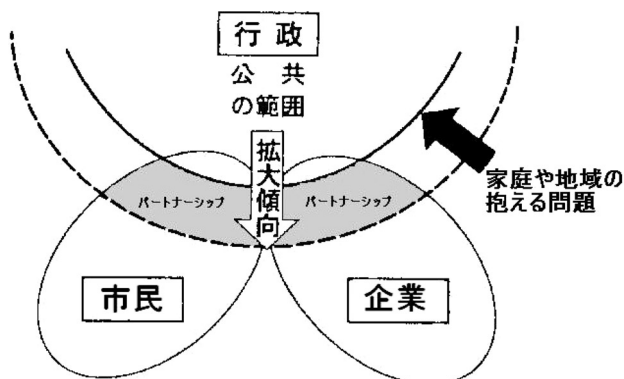 行政
公共
の範囲
拡大傾向
家庭や地域の
抱える問題
パートナーシップ
パートナーシップ
市民
企業